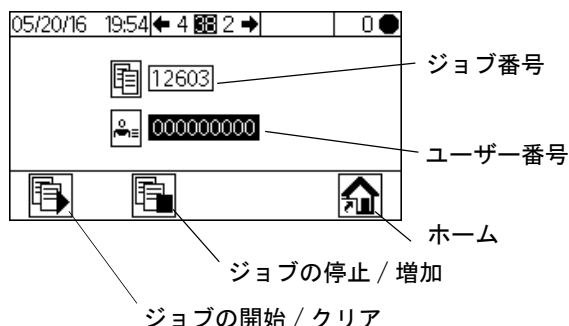 05/20/16 19:54 4 38 2 0
12603
000000000
ジョブ番号
ユーザー番号
ホーム
ジョブの停止 / 増加
ジョブの開始 / クリア